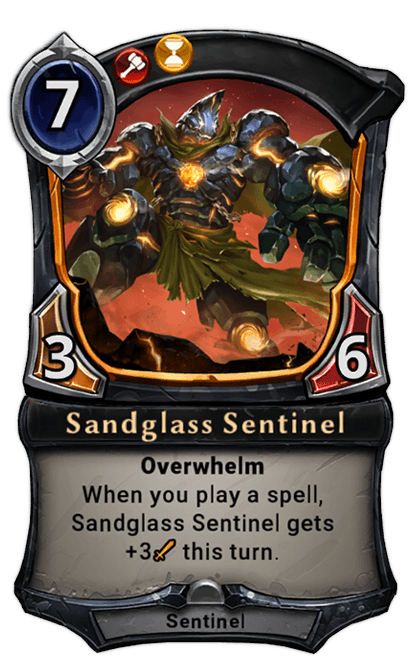 7
3
6
Sandglass Sentinel
Overwhelm
When you play a spell,
Sandglass Sentinel gets
+3 this turn.
Sentinel